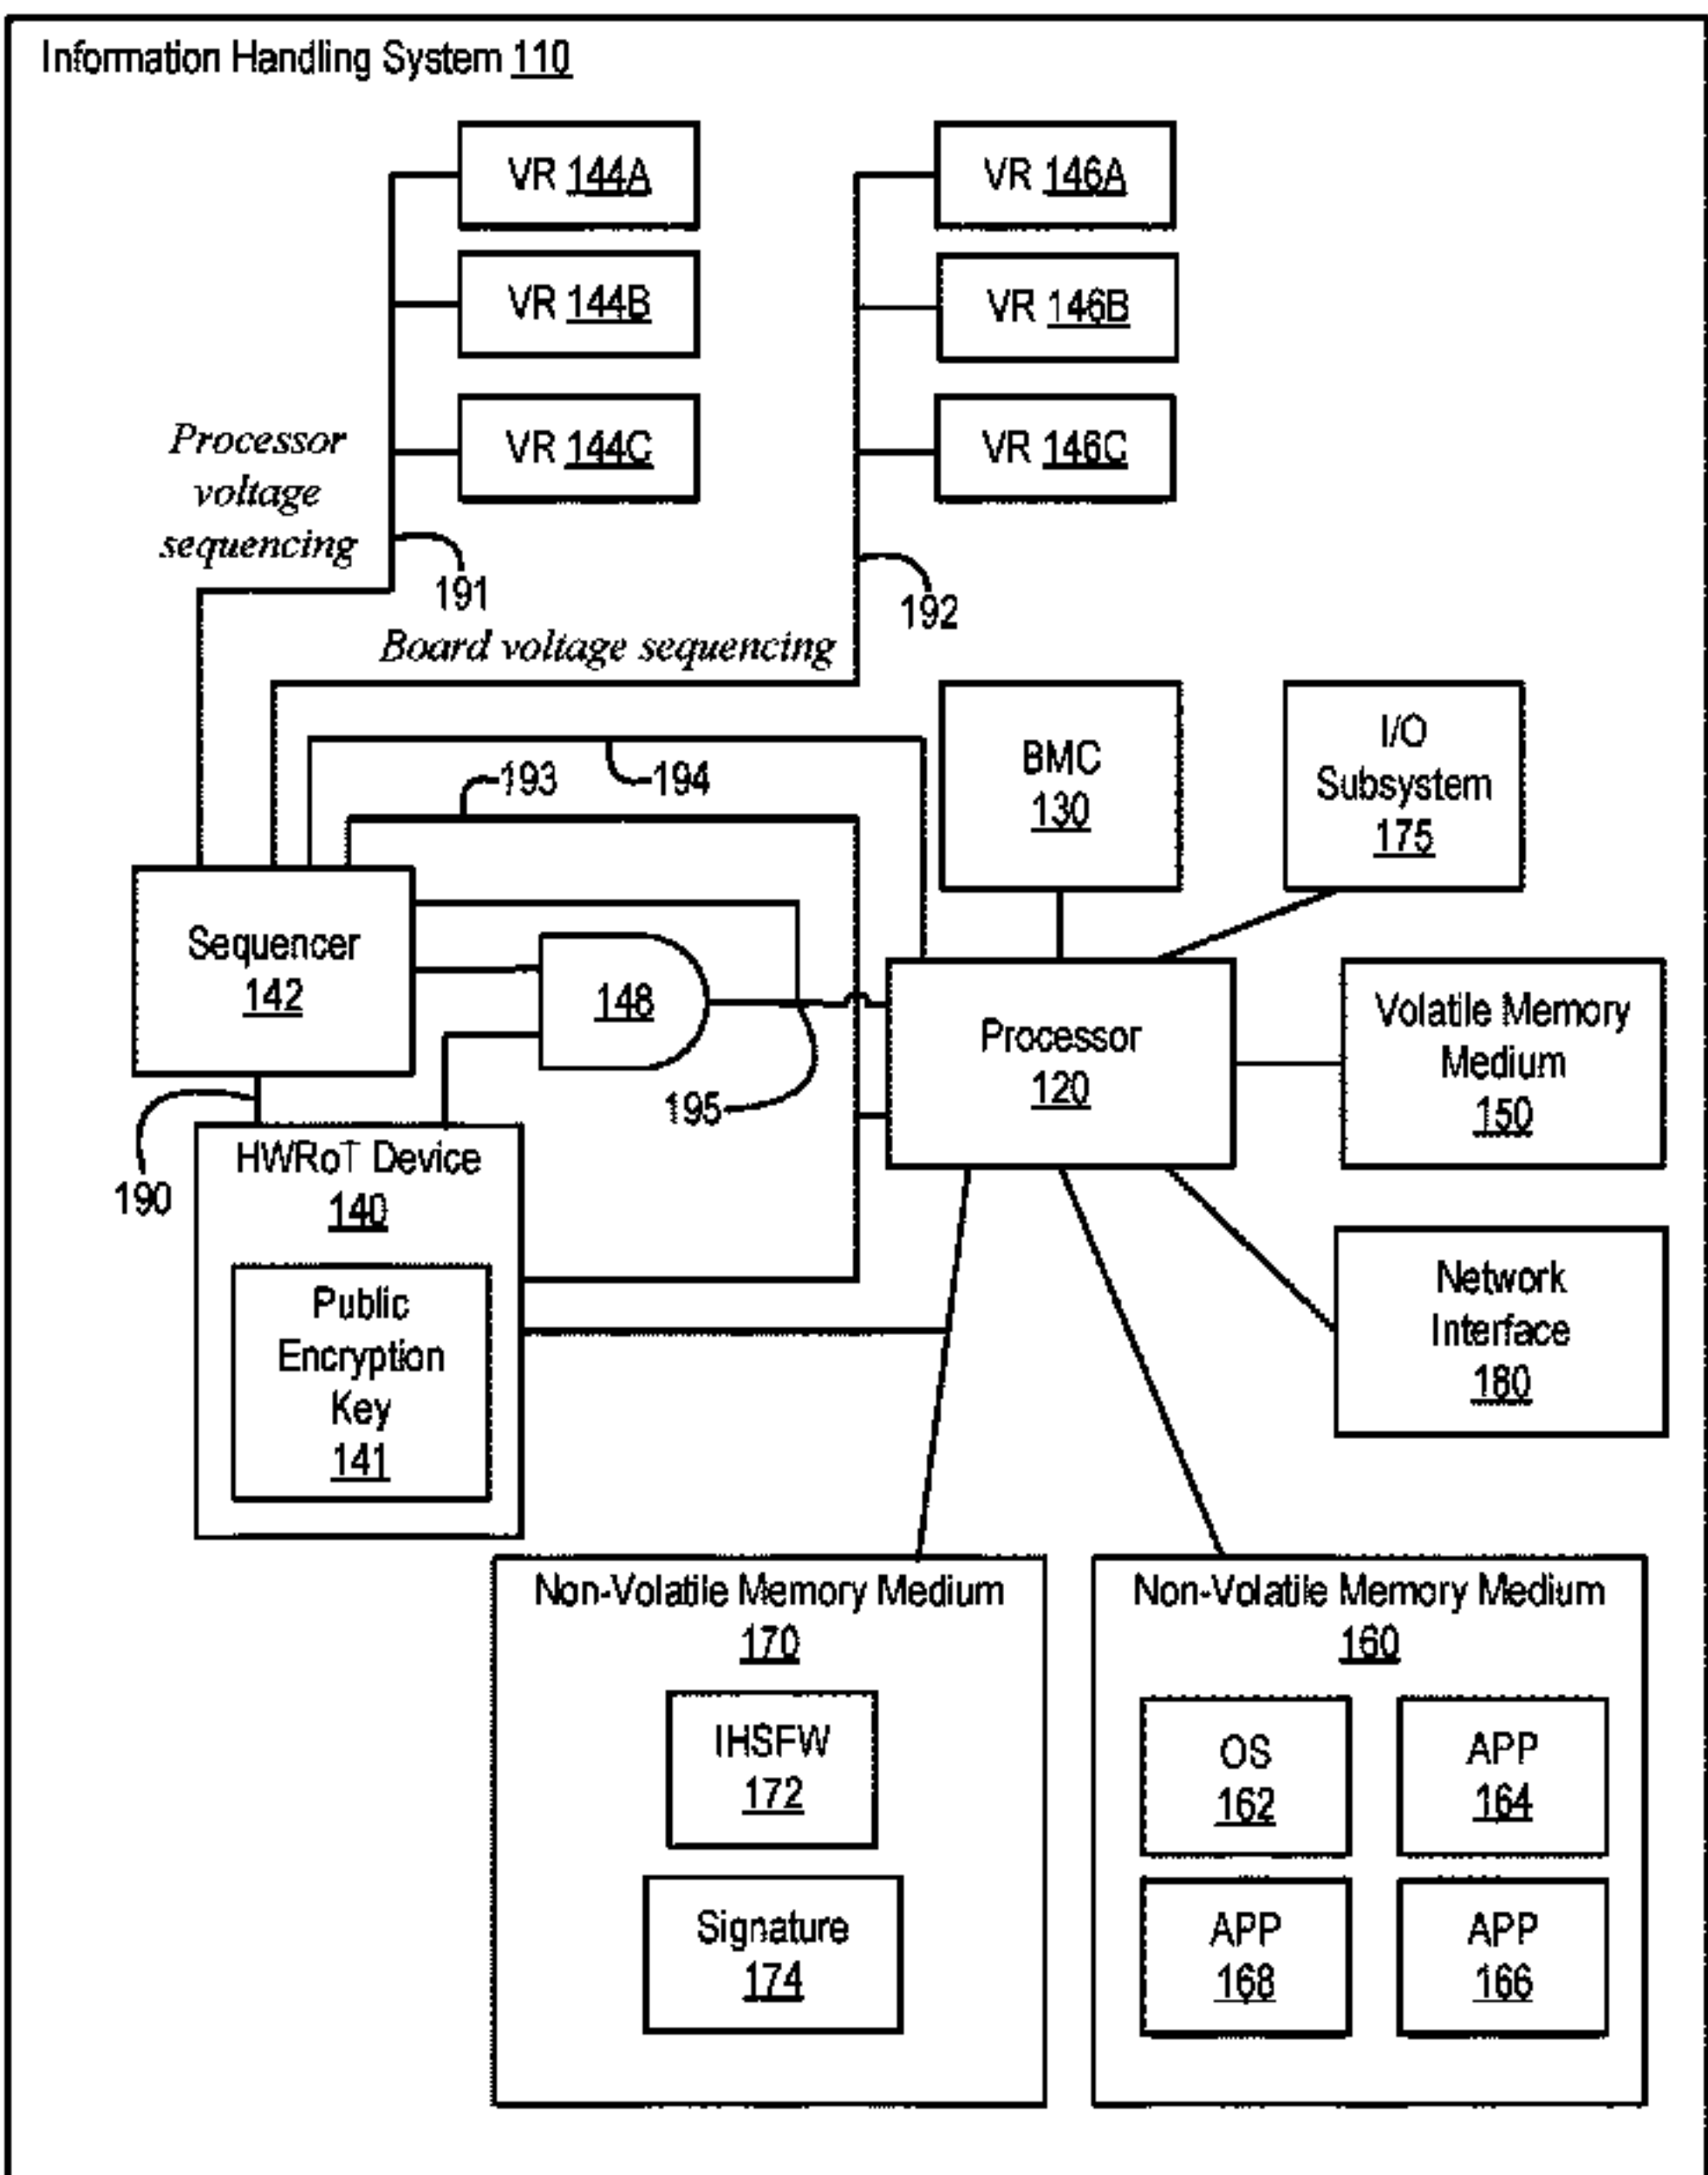 Information Handling System 110
VR 144A
VR 146A
VR 144B
VR 146B
VR 144C
VR 146C
Processor
voltage
sequencing
191
192
Board voltage sequencing
193
194
BMC
130
I/O
Subsystem
175
Sequencer
142
148
195
Processor
120
Volatile Memory
Medium
150
190
HWRoT Device
140
Public
Encryption
Key
141
Network
Interface
180
Non-Volatile Memory Medium
170
IHSFW
172
Signature
174
Non-Volatile Memory Medium
160
OS
162
APP
164
APP
168
APP
166